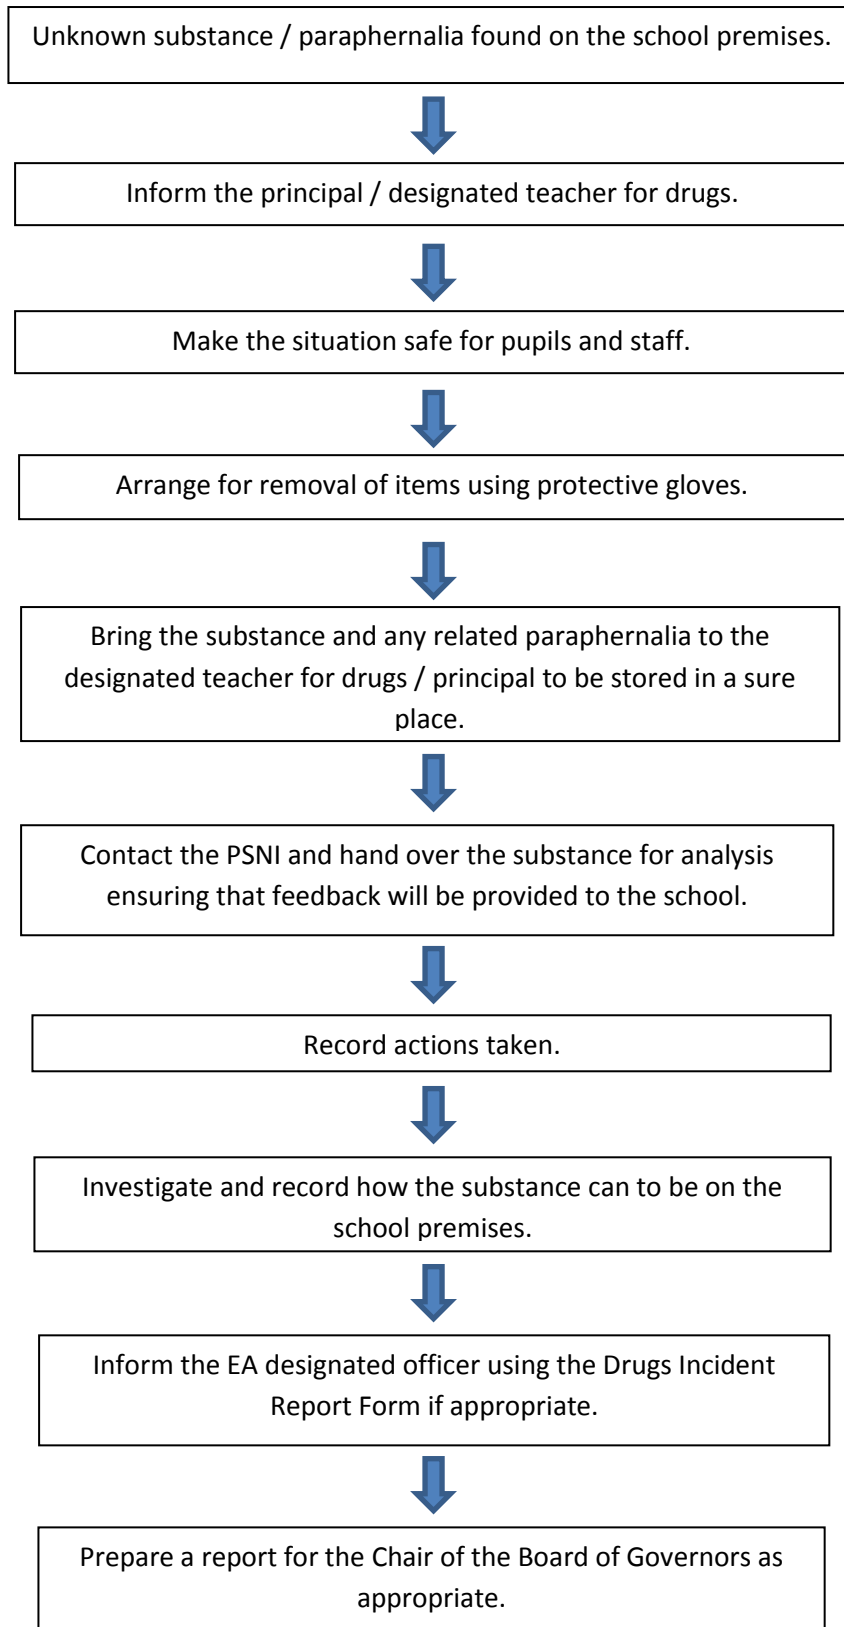 Unknown substance / paraphernalia found on the school premises.
Inform the principal / designated teacher for drugs.
Make the situation safe for pupils and staff.
Arrange for removal of items using protective gloves.
Bring the substance and any related paraphernalia to the
designated teacher for drugs / principal to be stored in a sure
place.
Contact the PSNI and hand over the substance for analysis
ensuring that feedback will be provided to the school.
Record actions taken.
Investigate and record how the substance can to be on the
school premises.
Inform the EA designated officer using the Drugs Incident
Report Form if appropriate.
Prepare a report for the Chair of the Board of Governors as
appropriate.